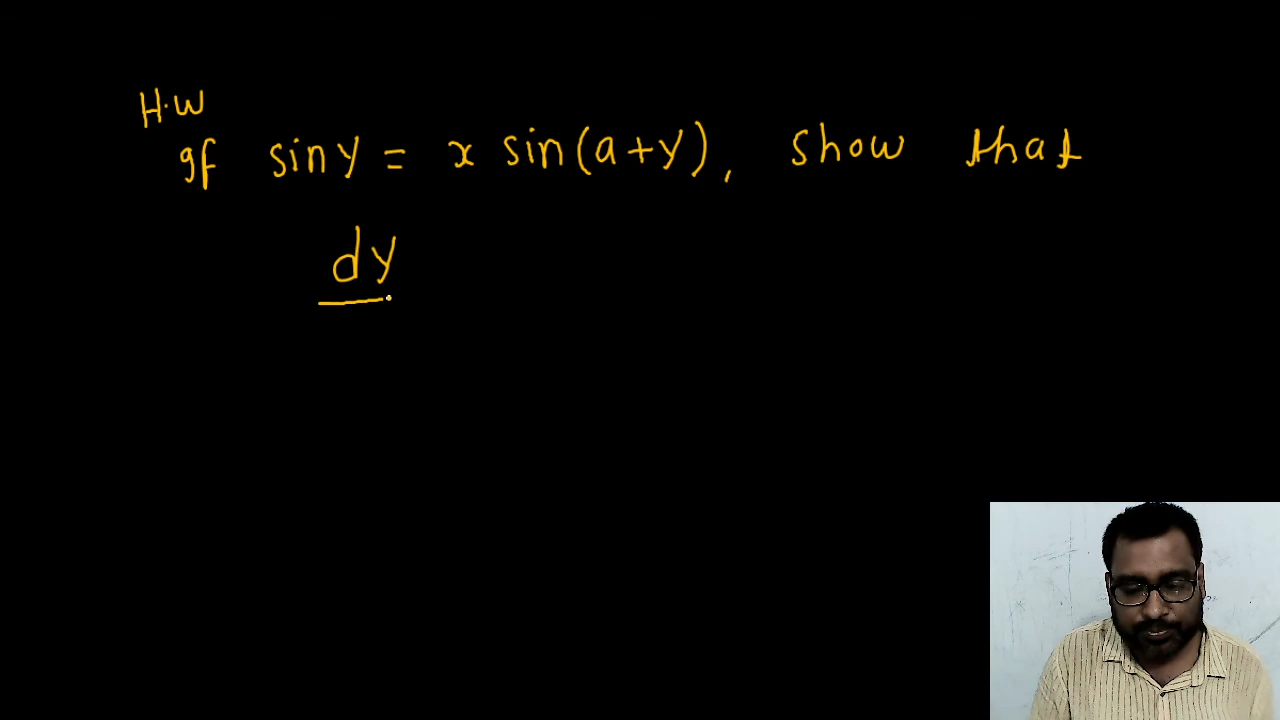 H.W
If sin y = x sin(a+y), show that
dy